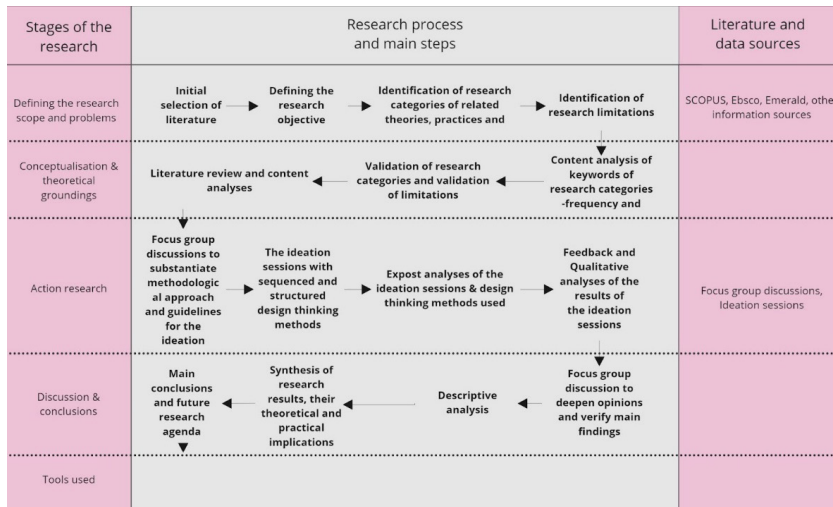 Stages of the
research
Research process
and main steps
Literature and
data sources
Defining the research
scope and problems
Initial
selection of
literature
Defining the
research
objective
Identification of research
categories of related
theories, practices and
Identification of
research limitations
SCOPUS, Ebsco, Emerald, othe
information sources
Conceptualisation &
theoretical
groundings
Literature review and content
analyses
Validation of research
categories and validation
of limitations
Content analysis of
keywords of
research categories
-frequency and
Action research
Focus group
discussions to
substantiate
methodologic
al approach
and guidelines
for the
ideation
The ideation
sessions with
sequenced and
structured
design thinking
methods
Expost analyses of the
ideation sessions & design
thinking methods used
Feedback and
Qualitative
analyses of the
results of
the ideation
sessions
Focus group discussions,
Ideation sessions
Discussion &
conclusions
Main
conclusions
and future
research
agenda
Synthesis of
research
results, their
theoretical and
practical
implications
Descriptive
analysis
Focus group
discussion to
deepen opinions
and verify main
findings
Tools used